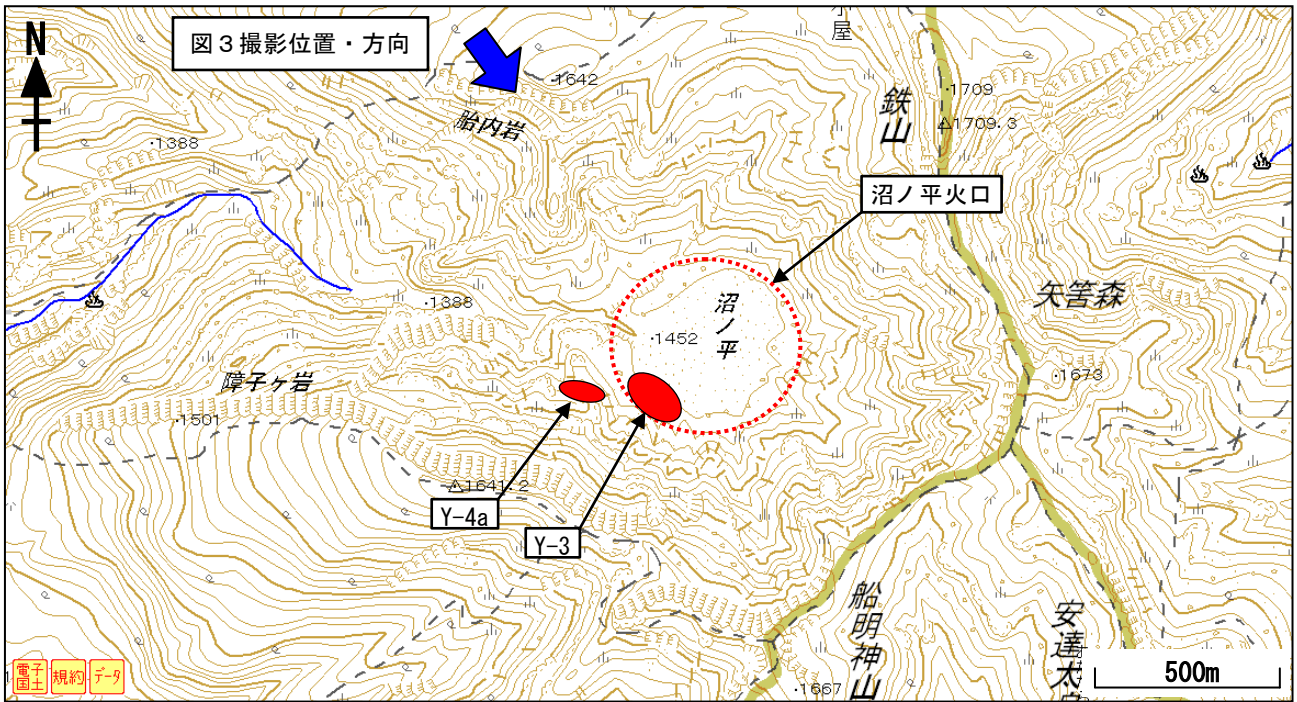 N
図3撮影位置・方向
小屋
・1642
胎内岩
・1388
鉄山
・1709
△1709.3
沼ノ平火口
・1388
沼ノ平
・1452
矢筈森
・1673
障子ヶ岩
・1501
△1641.2
Y-4a
Y-3
船明神山
・1667
安達太
電子国土
規約
データ
500m